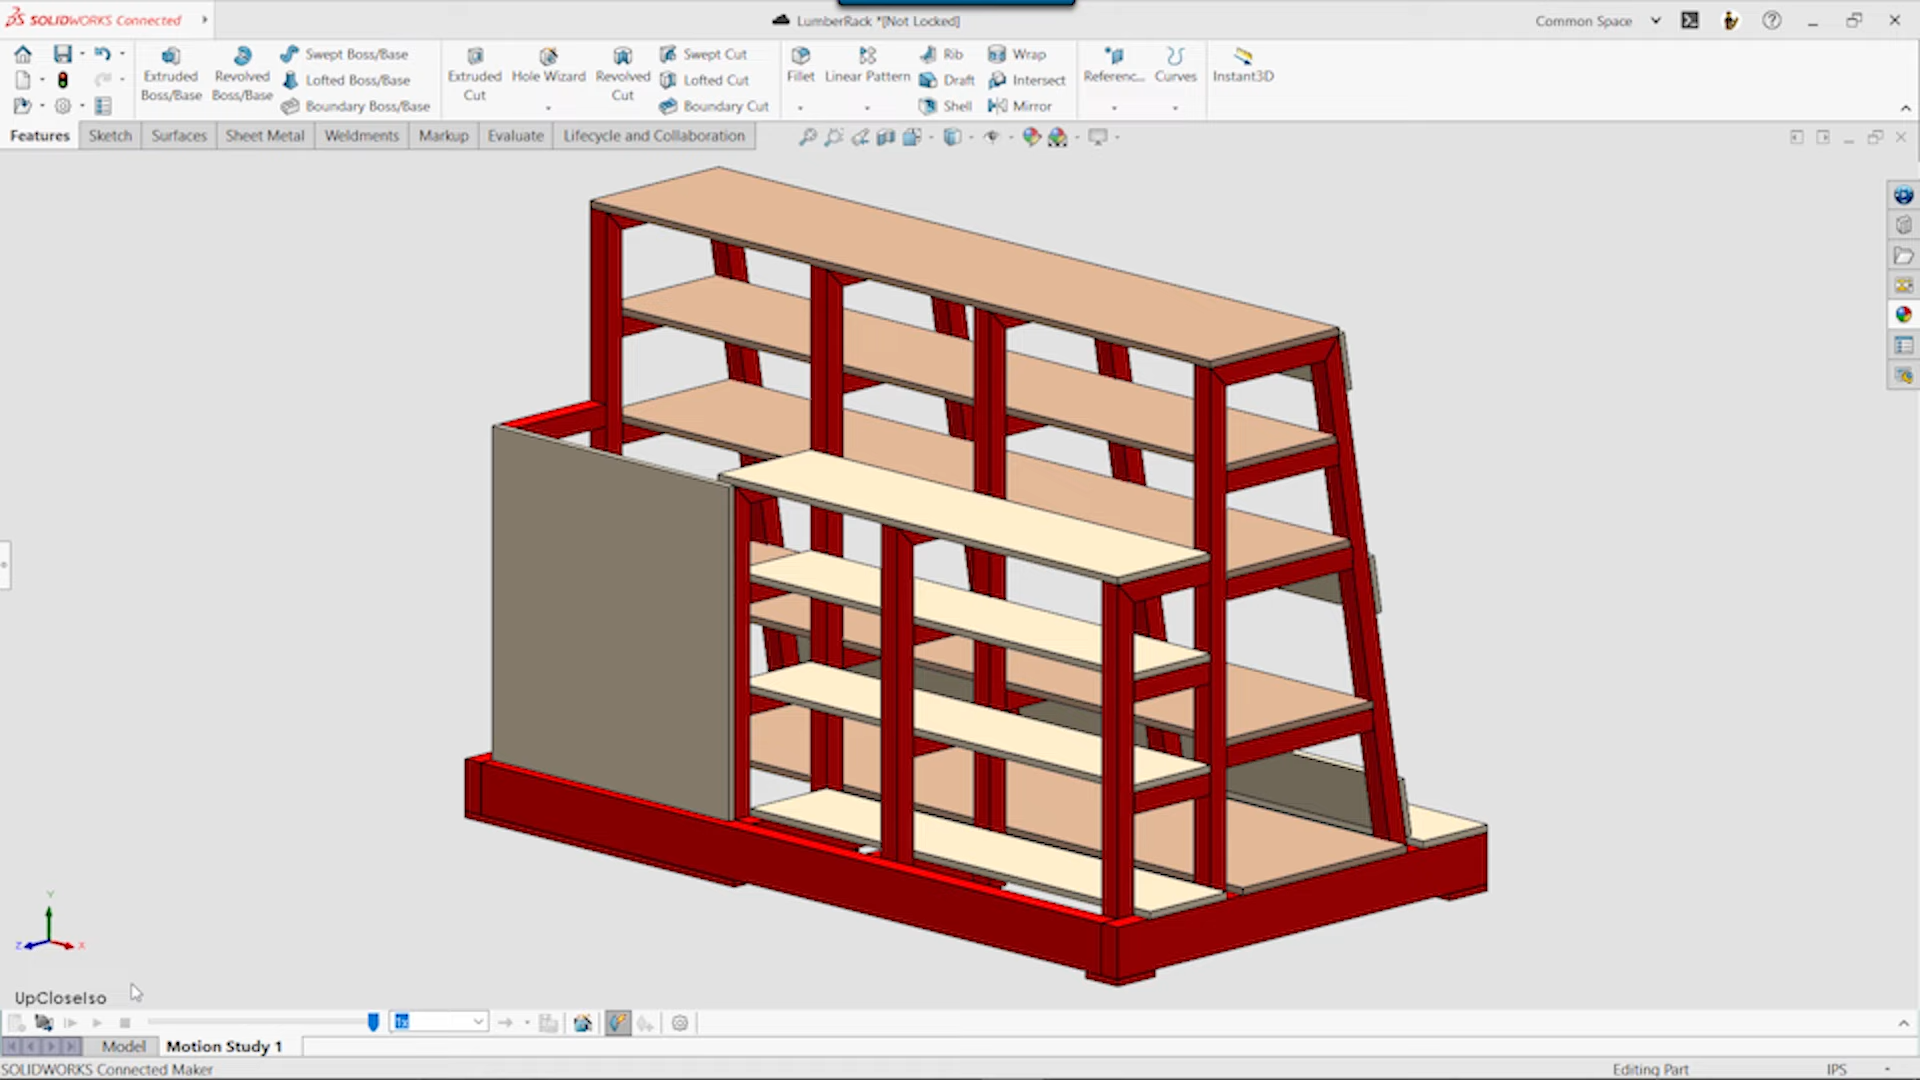 SOLIDWORKS Connected
LumberRack *[Not Locked]
Common Space
Extruded Boss/Base
Revolved Boss/Base
Swept Boss/Base
Lofted Boss/Base
Boundary Boss/Base
Extruded Cut
Hole Wizard
Revolved Cut
Swept Cut
Lofted Cut
Boundary Cut
Fillet
Linear Pattern
Rib
Draft
Shell
Wrap
Intersect
Mirror
Referenc...
Curves
Instant3D
Features
Sketch
Surfaces
Sheet Metal
Weldments
Markup
Evaluate
Lifecycle and Collaboration
Y
Z
X
UpCloseIso
1x
Model
Motion Study 1
SOLIDWORKS Connected Maker
Editing Part
IPS